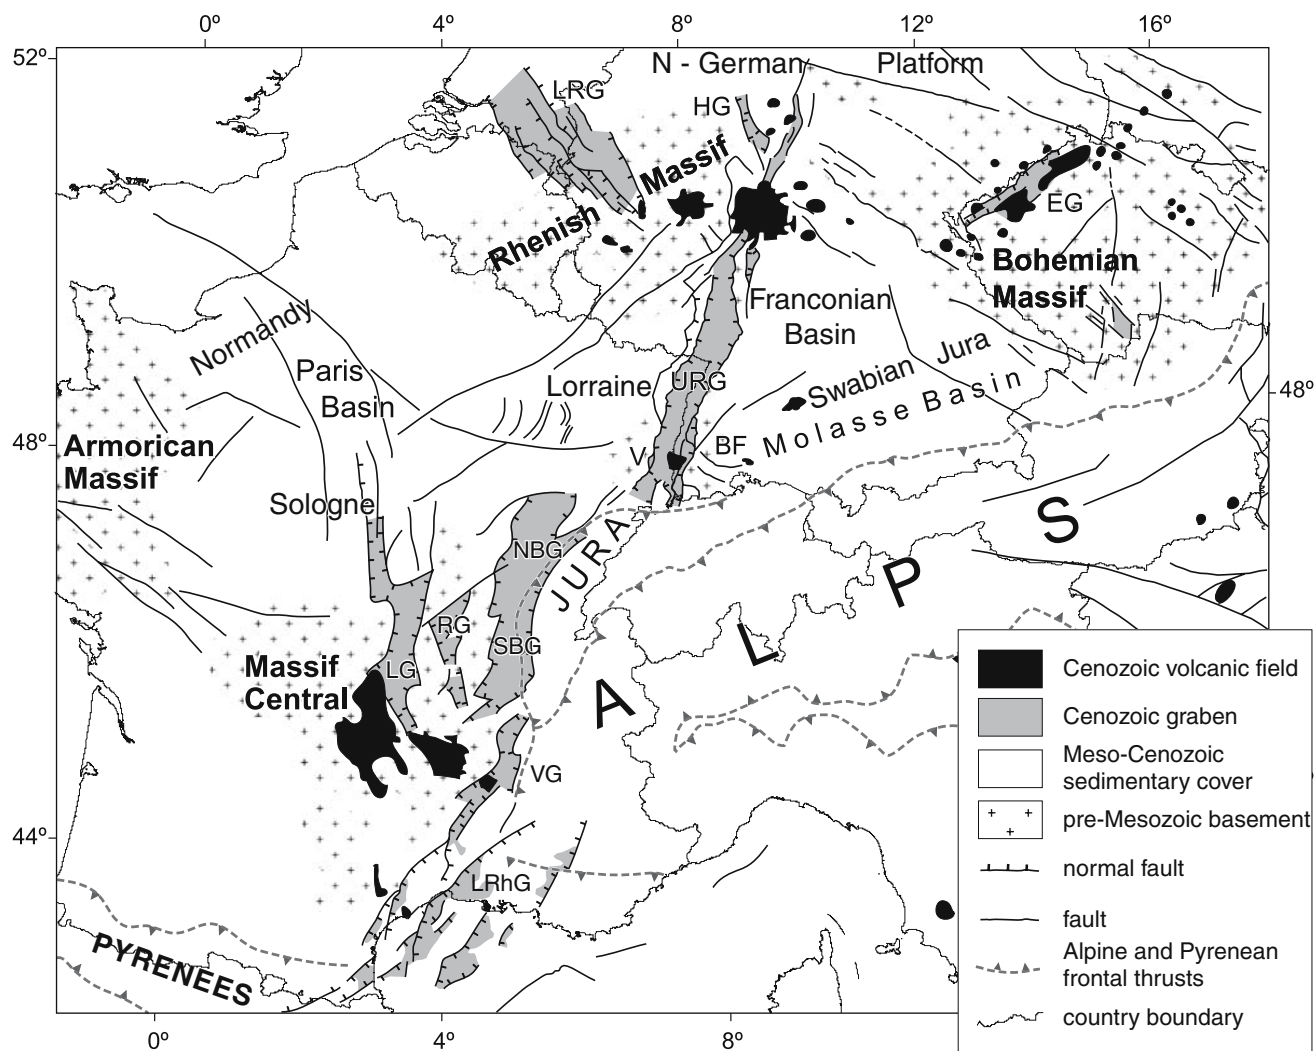 0º 4º 8º 12º 16º
52º
N - German Platform
LRG
HG
Massif
Rhenish
EG
Bohemian
Massif
Franconian
Basin
Normandy
Paris
Basin
Lorraine
URG
Swabian Jura
Molasse Basin
48º
48º
Armorican
Massif
V
BF
Sologne
NBG
JURA
RG
SBG
LG
Massif
Central
VG
LRhG
ALPS
44º
PYRENEES
Cenozoic volcanic field
Cenozoic graben
Meso-Cenozoic
sedimentary cover
pre-Mesozoic basement
normal fault
fault
Alpine and Pyrenean
frontal thrusts
country boundary
0º 4º 8º